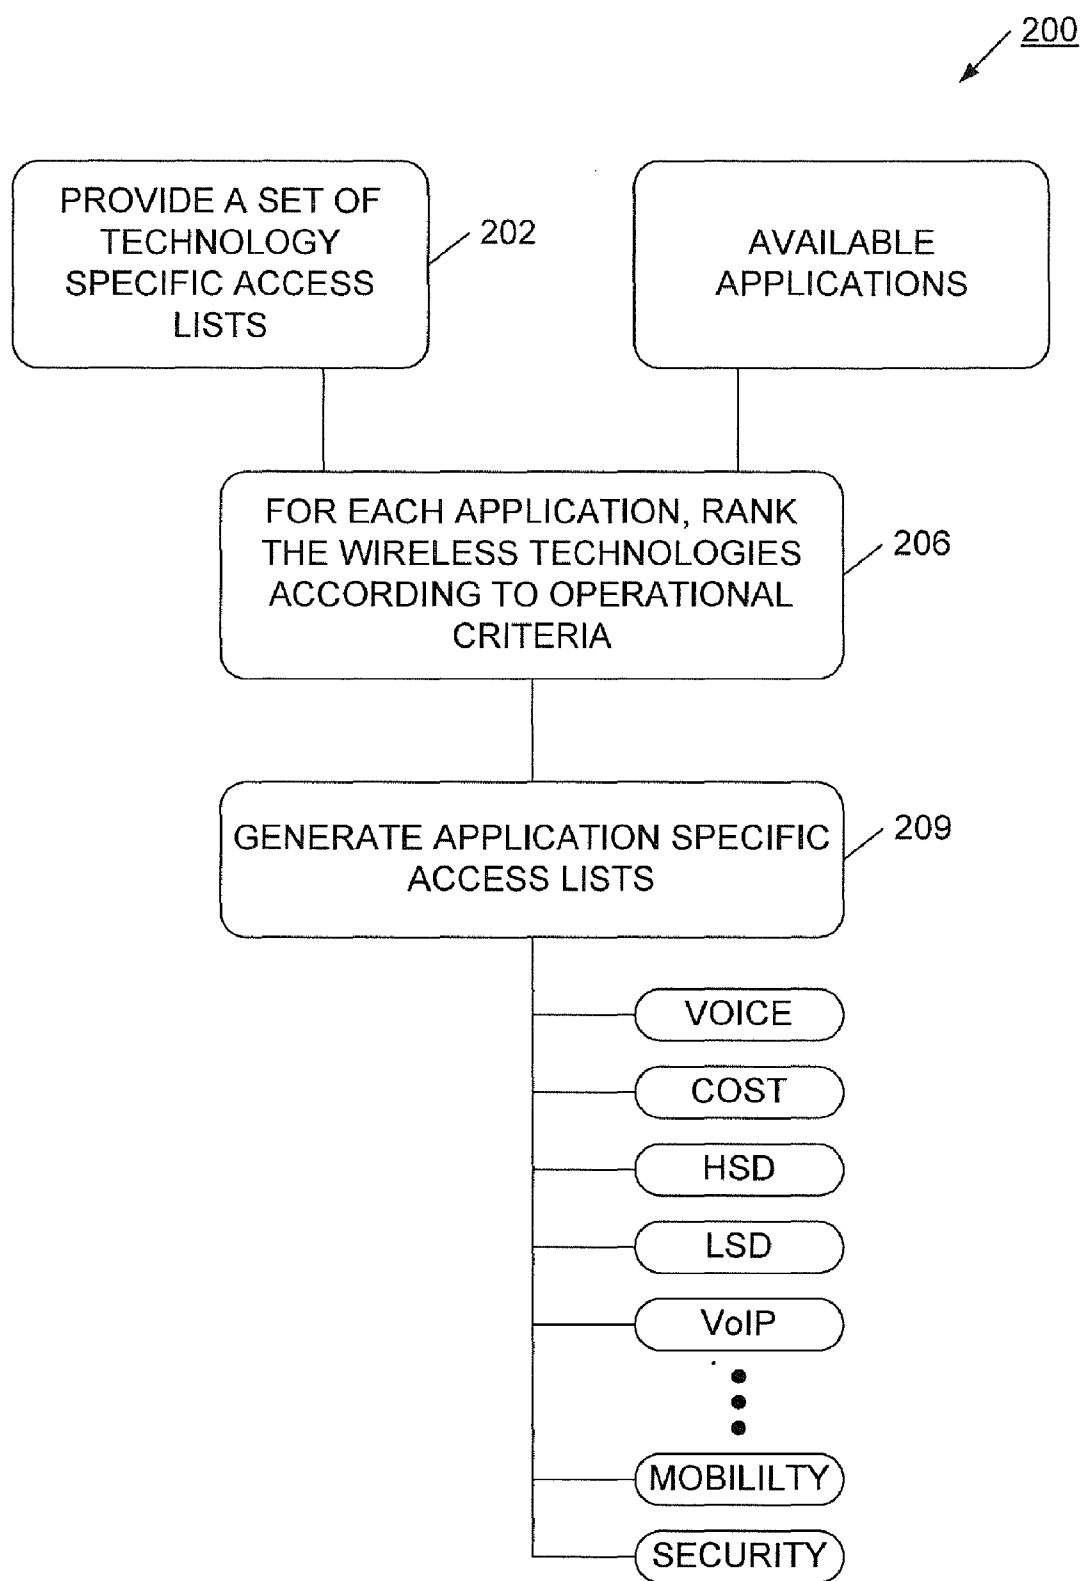 200
PROVIDE A SET OF
TECHNOLOGY
SPECIFIC ACCESS
LISTS
202
AVAILABLE
APPLICATIONS
FOR EACH APPLICATION, RANK
THE WIRELESS TECHNOLOGIES
ACCORDING TO OPERATIONAL
CRITERIA
206
GENERATE APPLICATION SPECIFIC
ACCESS LISTS
209
VOICE
COST
HSD
LSD
VoIP
MOBILILTY
SECURITY